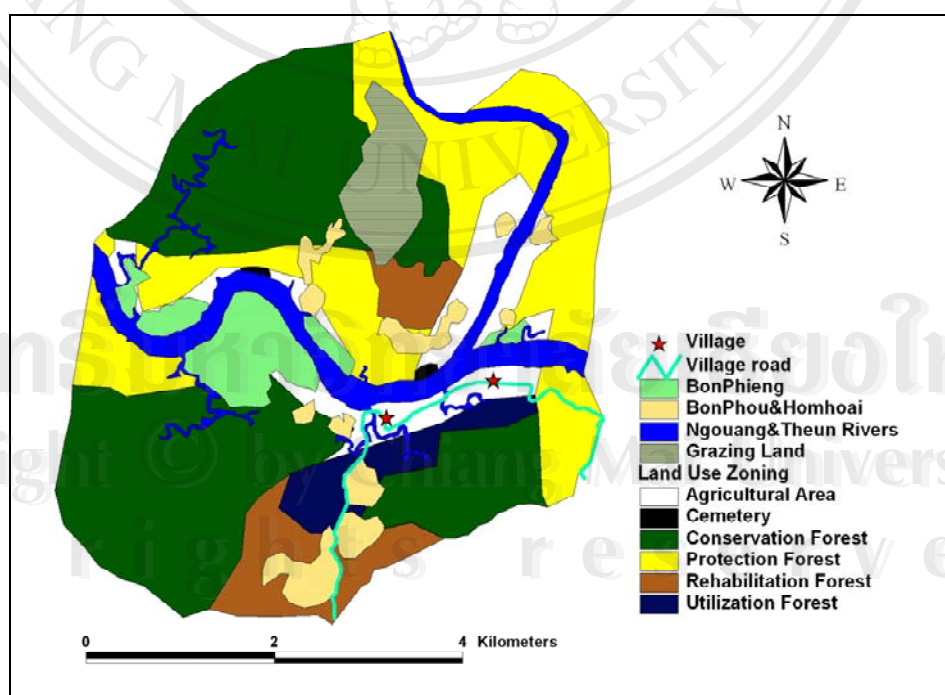 N
W E
S
Village
Village road
BonPhieng
BonPhou&Homhoai
Ngouang&Theun Rivers
Grazing Land
Land Use Zoning
Agricultural Area
Cemetery
Conservation Forest
Protection Forest
Rehabilitation Forest
Utilization Forest
0 2 4 Kilometers